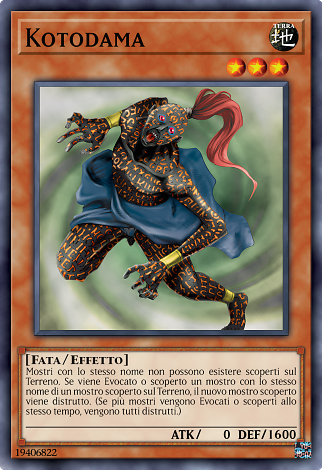 Kotodama
TERRA
地
[Fata/Effetto]
Mostri con lo stesso nome non possono esistere scoperti sul
Terreno. Se viene Evocato o scoperto un mostro con lo stesso
nome di un mostro scoperto sul Terreno, il nuovo mostro scoperto
viene distrutto. (Se più mostri vengono Evocati o scoperti allo
stesso tempo, vengono tutti distrutti.)
ATK/ 0 DEF/1600
19406822